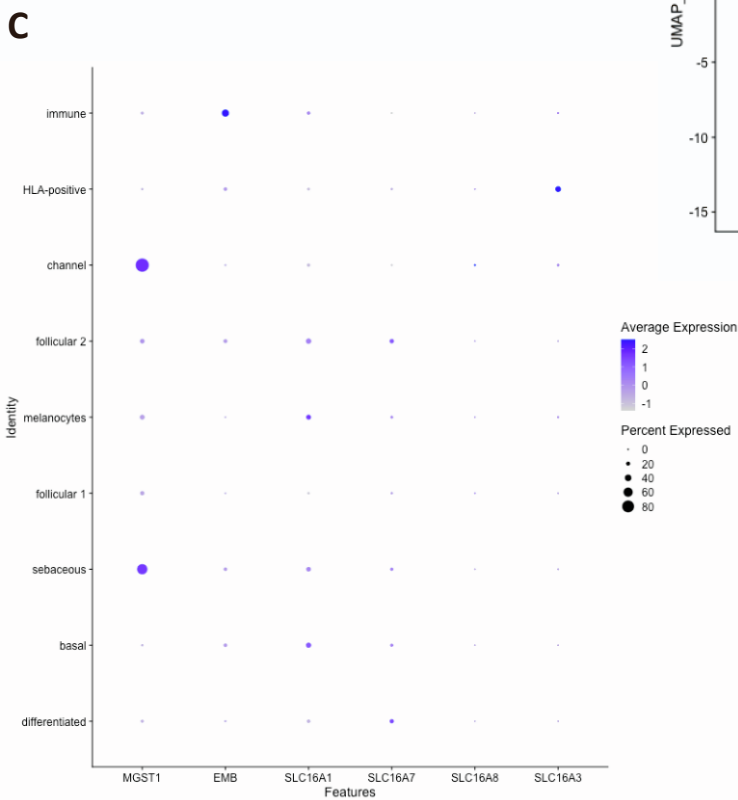 C
UMAP_
-5
-10
-15
immune
HLA-positive
channel
follicular 2
melanocytes
follicular 1
sebaceous
basal
differentiated
Identity
MGST1 EMB SLC16A1 SLC16A7 SLC16A8 SLC16A3
Features
Average Expression
2
1
0
-1
Percent Expressed
0
20
40
60
80